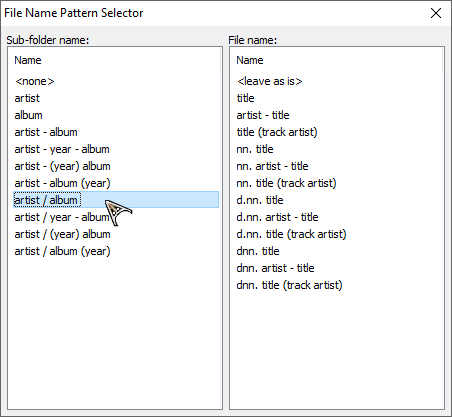 File Name Pattern Selector
Sub-folder name:
Name
<none>
artist
album
artist - album
artist - year - album
artist - (year) album
artist - album (year)
artist / album
artist / year - album
artist / (year) album
artist / album (year)
File name:
Name
<leave as is>
title
artist - title
title (track artist)
nn. title
nn. artist - title
nn. title (track artist)
d.nn. title
d.nn. artist - title
d.nn. title (track artist)
dnn. title
dnn. artist - title
dnn. title (track artist)